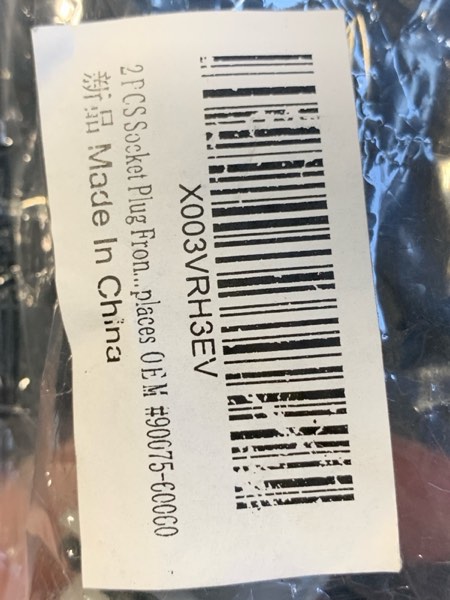 X003VRH3EV
2PCS Socket Plug Fron...places OEM #90075-60060
新品 Made In China